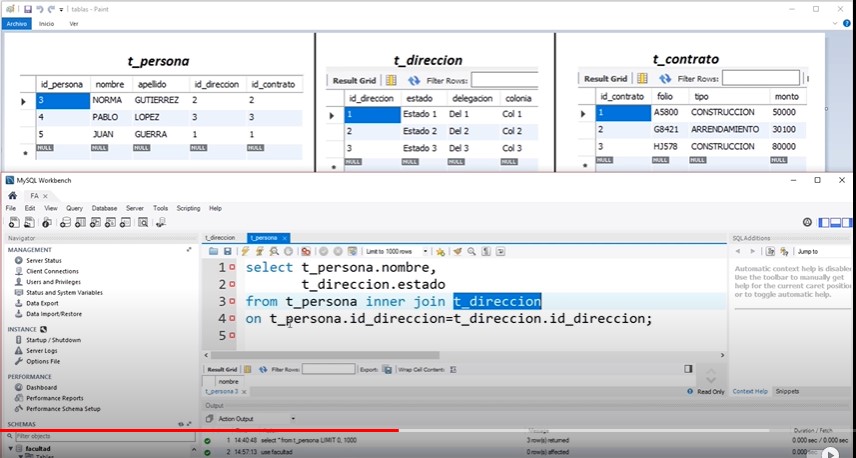 tablas - Paint
Archivo Inicio Ver
t_persona
id_persona nombre apellido id_direccion id_contrato
3 NORMA GUTIERREZ 2 2
4 PABLO LOPEZ 3 3
5 JUAN GUERRA 1 1
NULL NULL NULL NULL NULL
t_direccion
Result Grid Filter Rows:
id_direccion estado delegacion colonia
1 Estado 1 Del 1 Col 1
2 Estado 2 Del 2 Col 2
3 Estado 3 Del 3 Col 3
NULL NULL NULL NULL
t_contrato
Result Grid Filter Rows:
id_contrato folio tipo monto
1 A5800 CONSTRUCCION 50000
2 G8421 ARRENDAMIENTO 30100
3 HJ578 CONSTRUCCION 80000
NULL NULL NULL NULL
MySQL Workbench
FA
File Edit View Query Database Server Tools Scripting Help
Navigator
MANAGEMENT
Server Status
Client Connections
Users and Privileges
Status and System Variables
Data Export
Data Import/Restore
INSTANCE
Startup / Shutdown
Server Logs
Options File
PERFORMANCE
Dashboard
Performance Reports
Performance Schema Setup
SCHEMAS
Filter objects
facultad
Tables
t_direccion t_persona
Limit to 1000 rows
1 select t_persona.nombre,
2 t_direccion.estado
3 from t_persona inner join t_direccion
4 on t_persona.id_direccion=t_direccion.id_direccion;
5
Result Grid Filter Rows: Export: Wrap Cell Content:
nombre
t_persona 3 Read Only
Output
Action Output
Message Duration / Fetch
1 14:40:48 select * from t_persona LIMIT 0, 1000 3 row(s) returned 0.000 sec / 0.000 sec
2 14:57:13 use facultad 0 row(s) affected 0.000 sec
SQL Additions
Jump to
Automatic context help is disabled
Use the toolbar to manually get
help for the current caret position
or to toggle automatic help.
Context Help Snippets